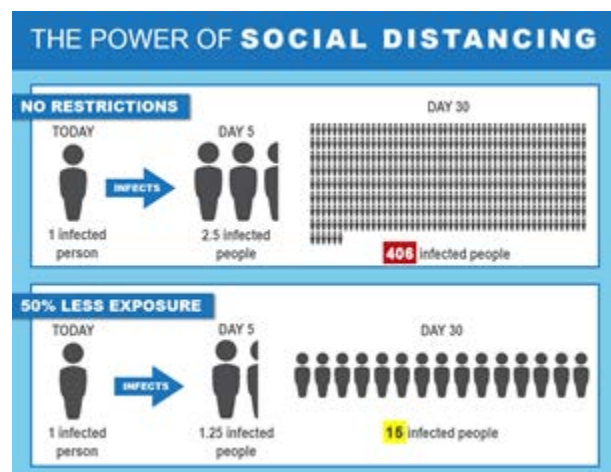 THE POWER OF SOCIAL DISTANCING
NO RESTRICTIONS
TODAY
DAY 5
DAY 30
INFECTS
1 infected
person
2.5 infected
people
406 infected people
50% LESS EXPOSURE
TODAY
DAY 5
DAY 30
INFECTS
1 infected
person
1.25 infected
people
15 infected people